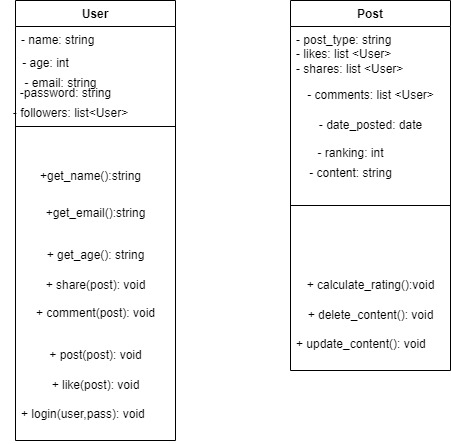 User
- name: string
- age: int
- email: string
-password: string
- followers: list<User>
+get_name():string
+get_email():string
+ get_age(): string
+ share(post): void
+ comment(post): void
+ post(post): void
+ like(post): void
+ login(user,pass): void
Post
- post_type: string
- likes: list <User>
- shares: list <User>
- comments: list <User>
- date_posted: date
- ranking: int
- content: string
+ calculate_rating():void
+ delete_content(): void
+ update_content(): void